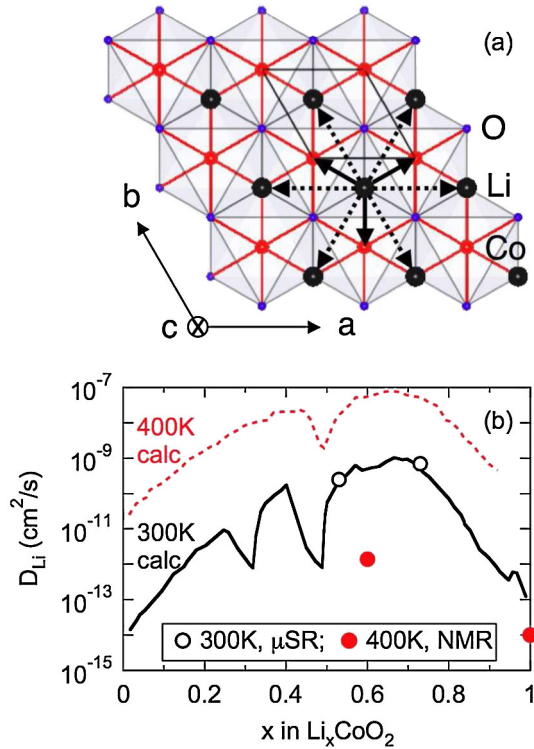 (a)
O
Li
Co
b
c
a
(b)
10⁻⁷
10⁻⁹
10⁻¹¹
10⁻¹³
10⁻¹⁵
D_Li (cm²/s)
400K
calc
300K
calc
300K, μSR; 400K, NMR
0 0.2 0.4 0.6 0.8 1
x in LiₓCoO₂